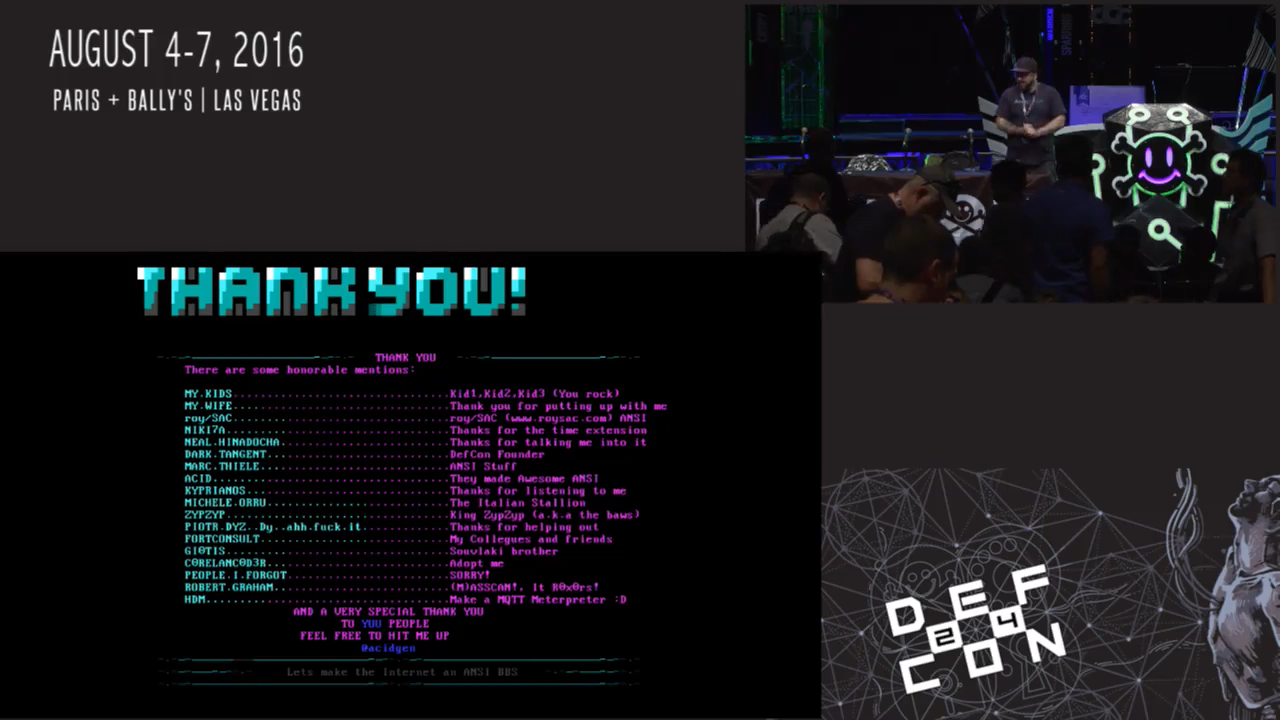 AUGUST 4-7, 2016
PARIS + BALLY'S | LAS VEGAS
THANK YOU!
THANK YOU
There are some honorable mentions:
MY.KIDS....................................Kid1,Kid2,Kid3 (You rock)
MY.WIFE....................................Thank you for putting up with me
roy/SAC....................................roy/SAC (www.roysac.com) ANSI
N1K17A.....................................Thanks for the time extension
NEAL.HINADOCHA.............................Thanks for talking me into it
DARK.TANGENT...............................DefCon Founder
MARC.THIELE................................ANSI Stuff
ACID.......................................They made Awesome ANSI
KYPRIANOS..................................Thanks for listening to me
MICHELE.ORRU...............................The Italian Stallion
ZYPZYP.....................................King ZypZyp (a.k.a the baws)
PIOTR.DYZ..Dy..ahh.fuck.it.................Thanks for helping out
FORTCONSULT................................My Collegues and friends
GI0TIS.....................................Souvlaki brother
C0RELANC0D3R...............................Adopt me
PEOPLE.I.FORGOT............................SORRY!
ROBERT.GRAHAM..............................(M)ASSCAN!, It R0x0rs!
HDM........................................Make a MQTT Meterpreter :D
AND A VERY SPECIAL THANK YOU
TO YOU PEOPLE
FEEL FREE TO HIT ME UP
@acidgen
Lets make the Internet an ANSI BBS
DEF
24
CON